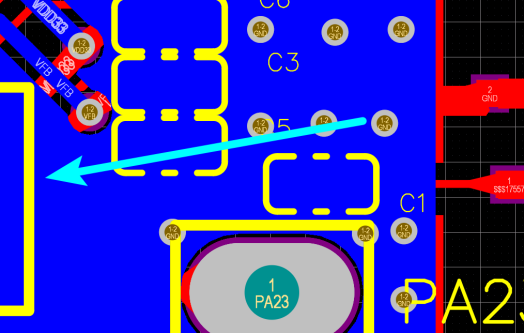 C6
VDD33
1-2
GND
1-2
GND
1-2
GND
1-2
VDD3
C3
VFB
VFB
2
GND
1-2
VFB
1-2
GND
5
1-2
GND
1-2
GND
1
$$$17557
C1
1-2
GND
1-2
GND
1-2
GND
1
PA23
1-2
GND
PA23